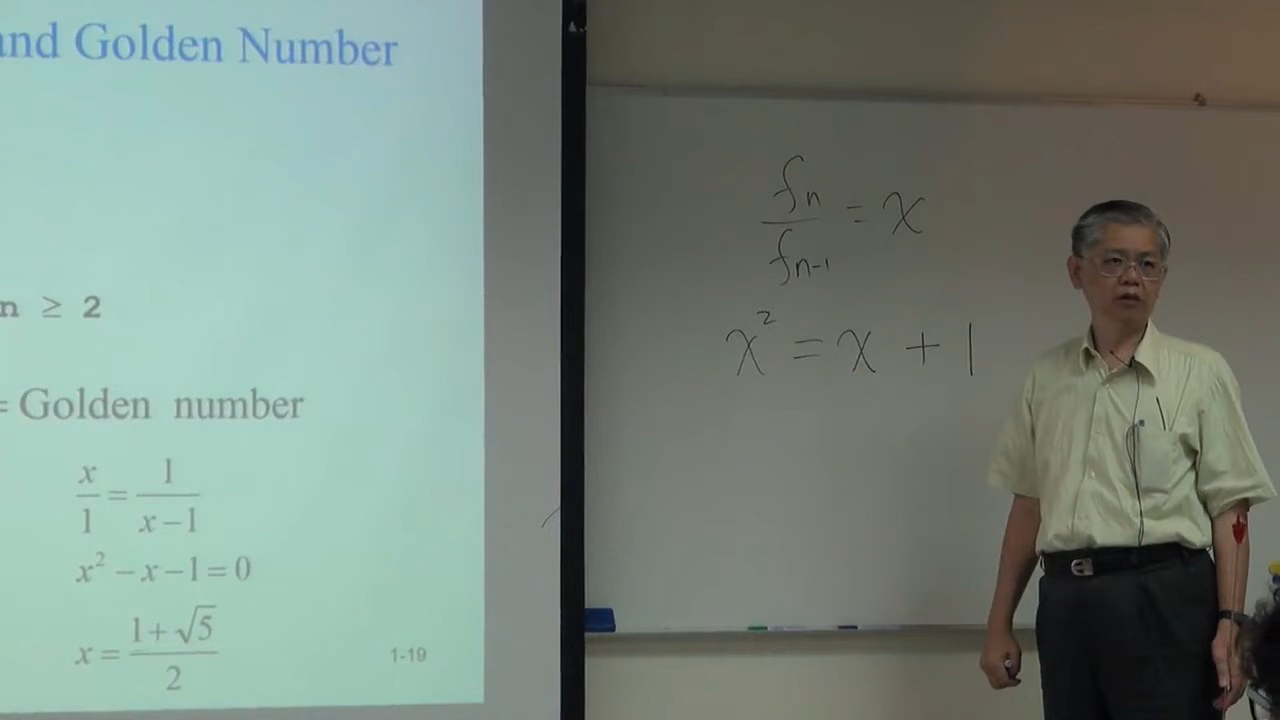 and Golden Number
n ≥ 2
= Golden number
x/1 = 1/(x-1)
x² - x - 1 = 0
x = (1+√5)/2
1-19
fn/fn-1 = x
x² = x + 1